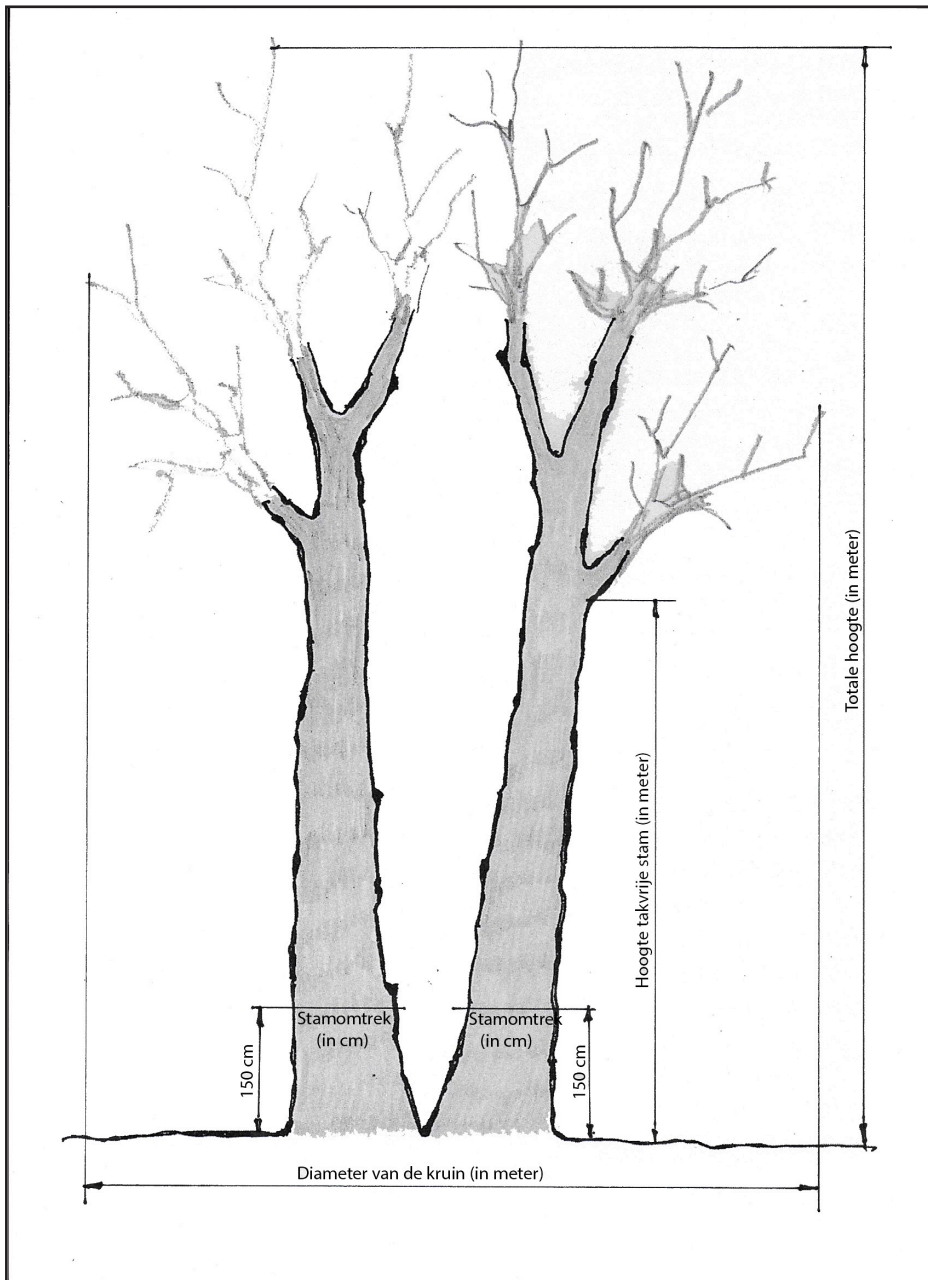 Totale hoogte (in meter)
Hoogte takvrije stam (in meter)
Stamomtrek
(in cm)
Stamomtrek
(in cm)
150 cm
150 cm
Diameter van de kruin (in meter)